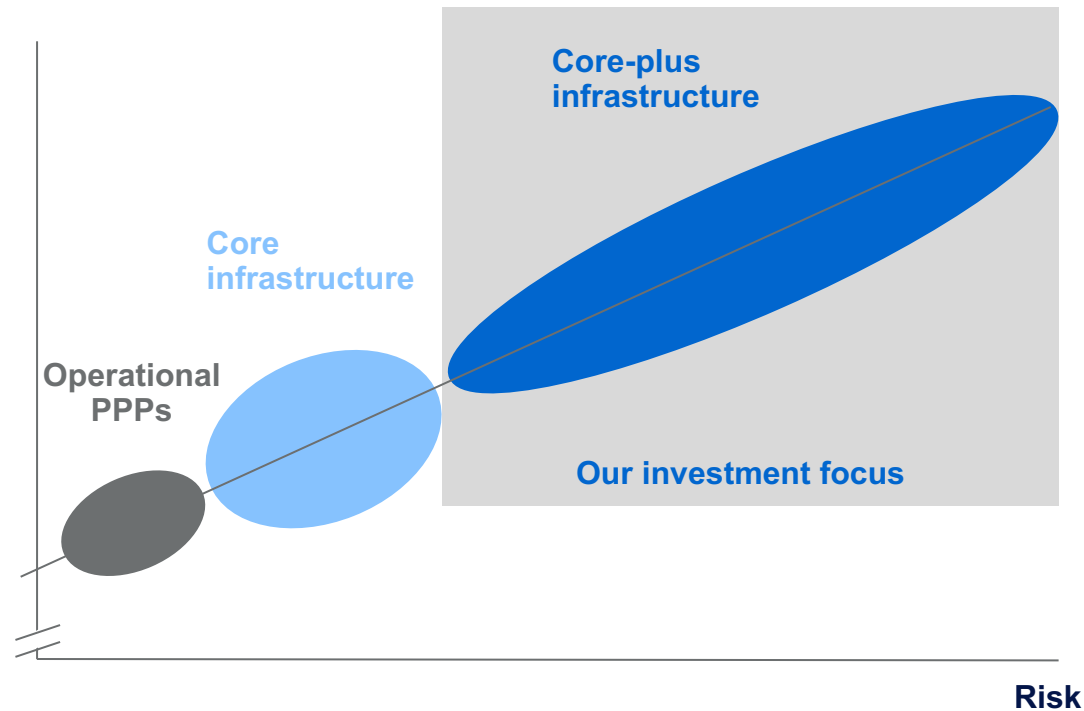 Core-plus
infrastructure
Core
infrastructure
Operational
PPPs
Our investment focus
Risk